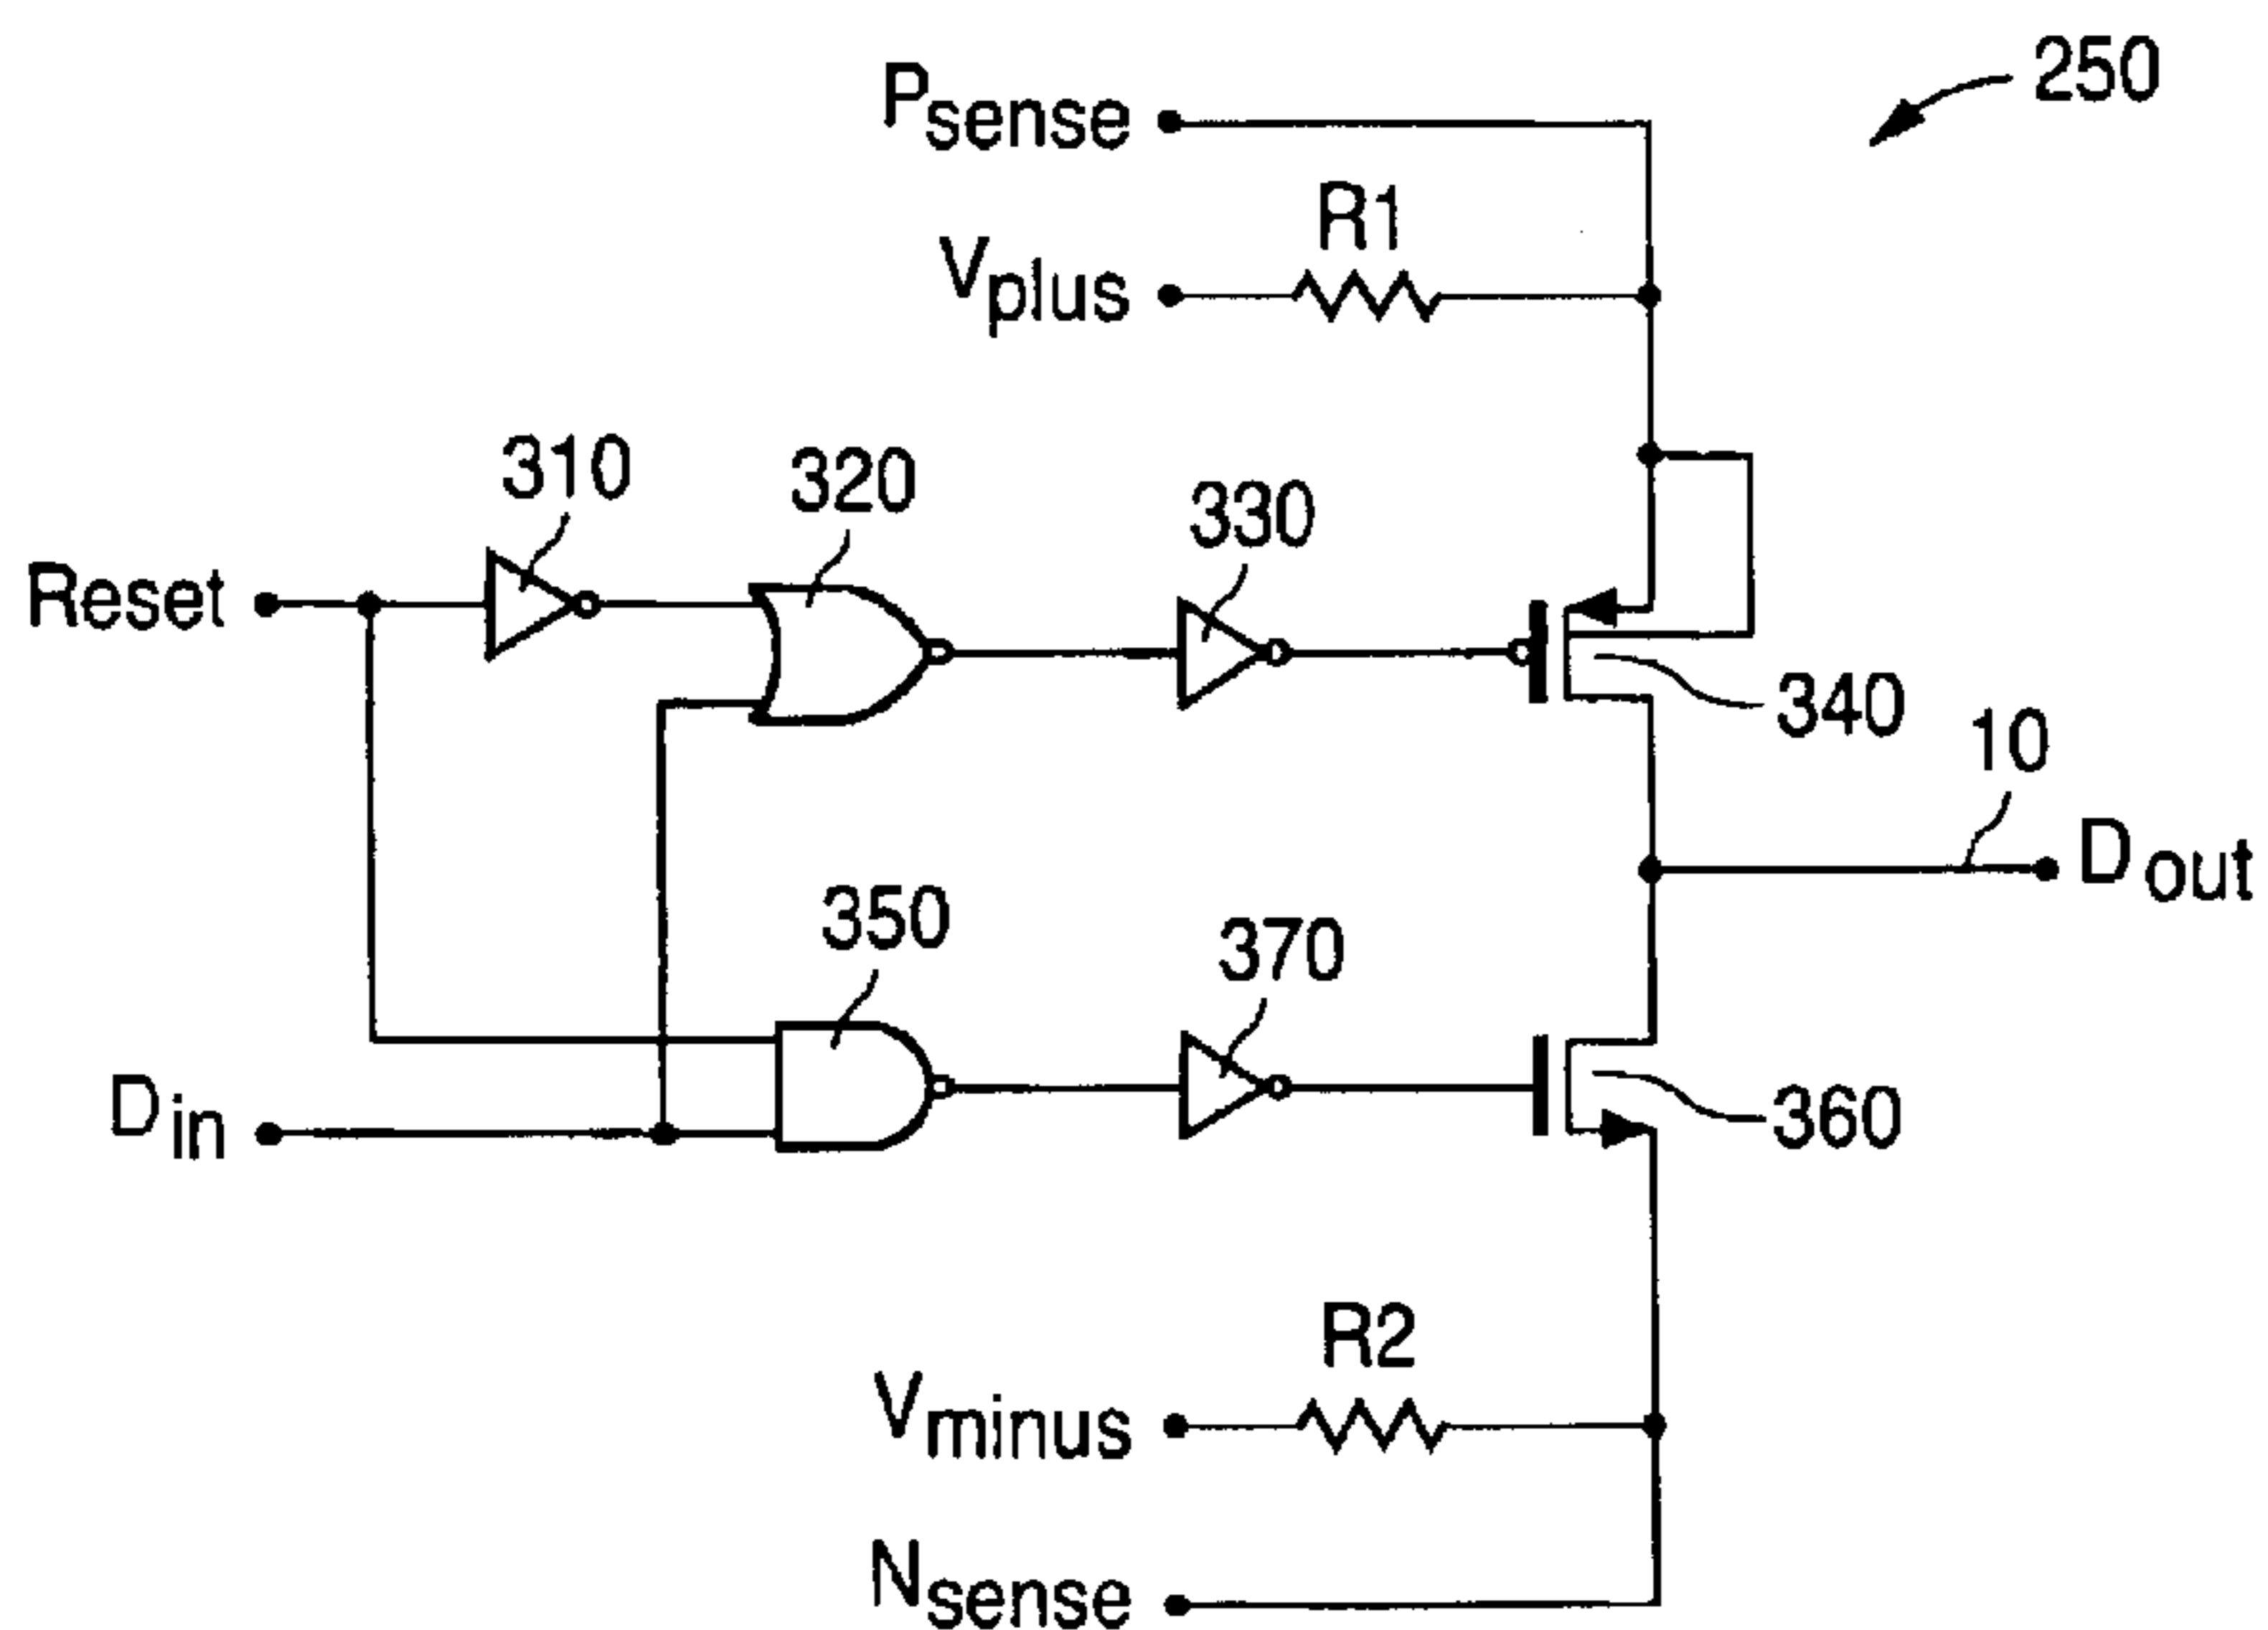 250
Psense
R1
Vplus
310
320
330
Reset
340
10
Dout
350
370
Din
360
R2
Vminus
Nsense